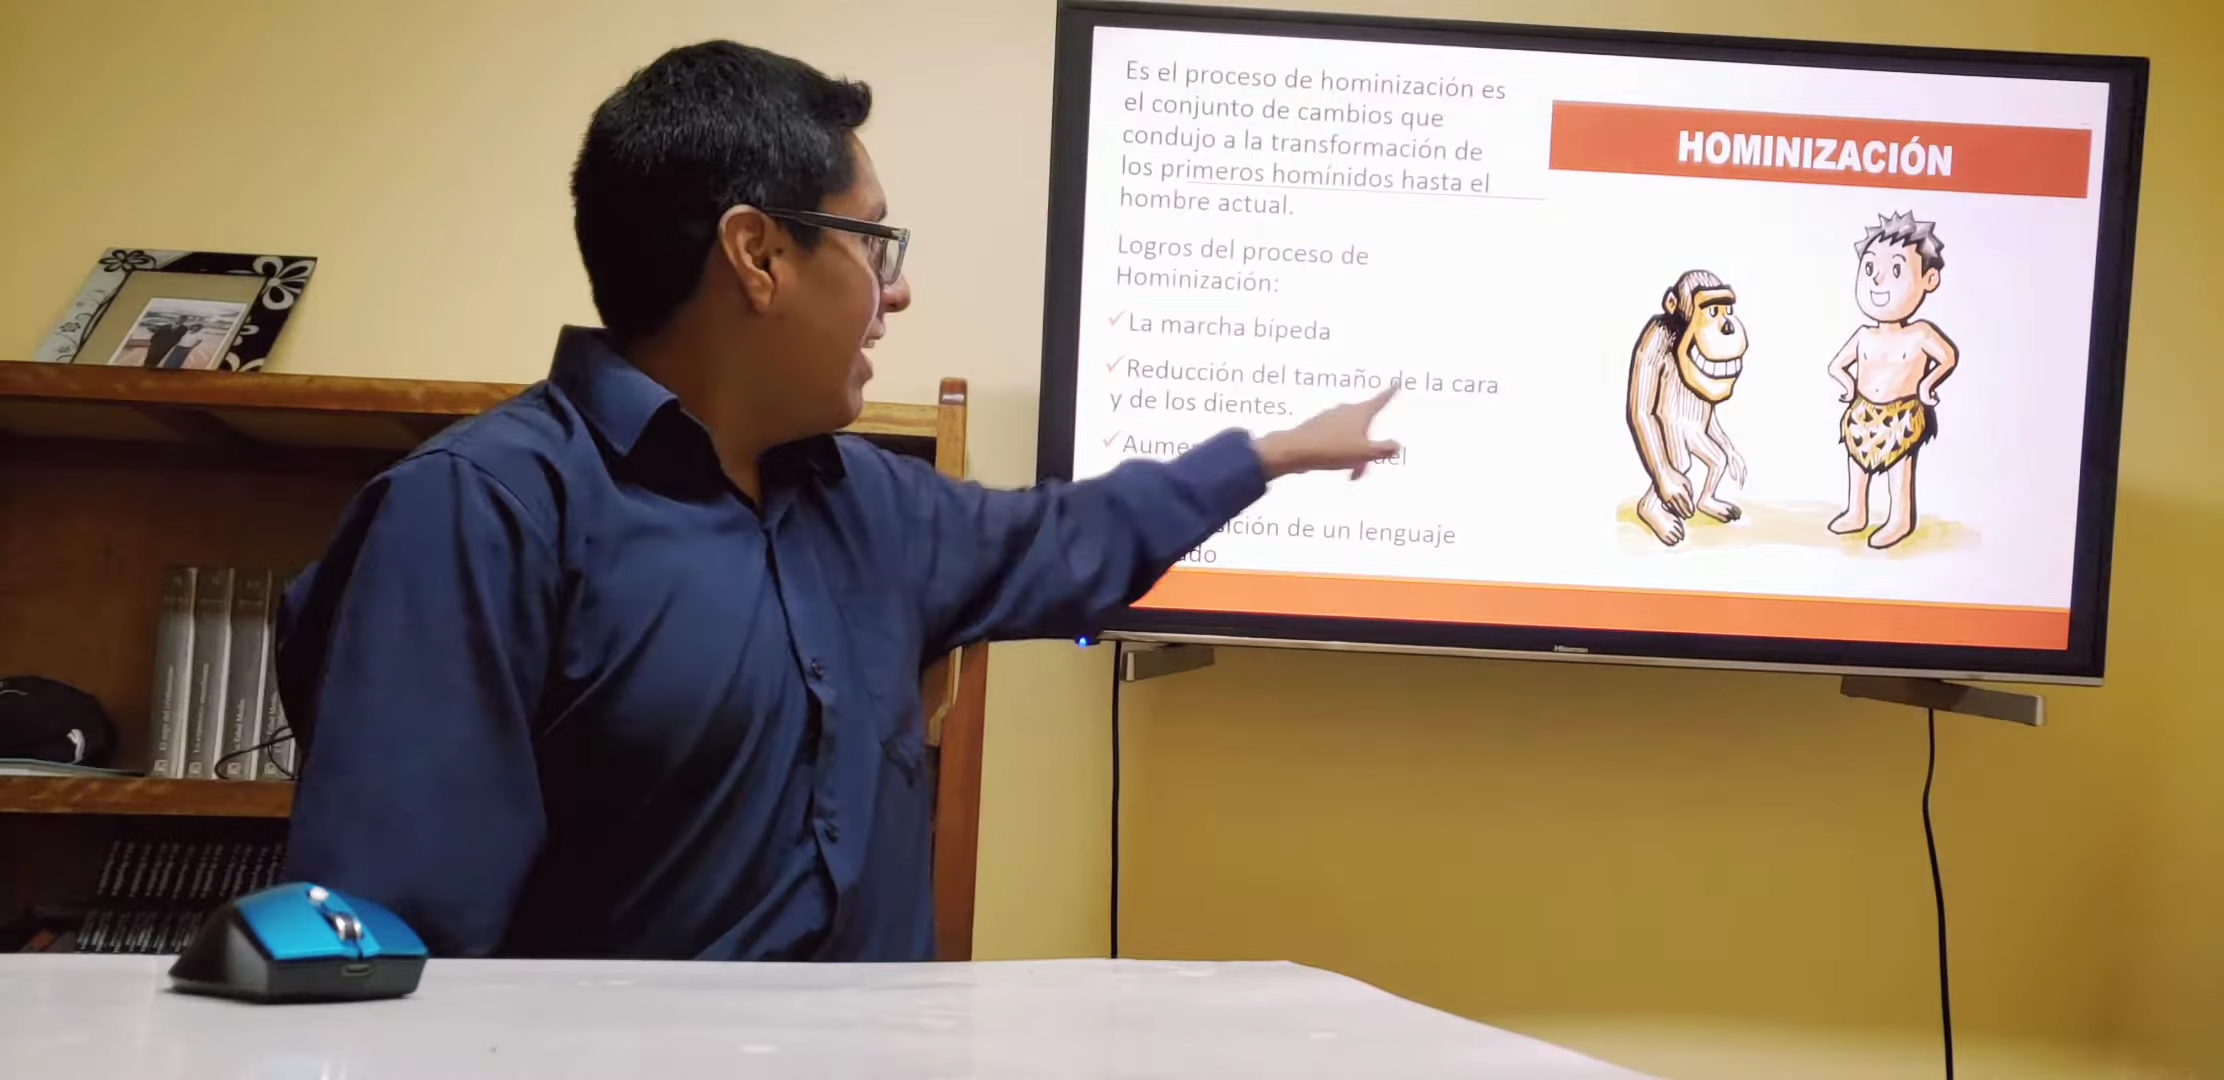 Es el proceso de hominización es
el conjunto de cambios que
condujo a la transformación de
los primeros homínidos hasta el
hombre actual.
Logros del proceso de
Hominización:
La marcha bípeda
Reducción del tamaño de la cara
y de los dientes.
de un lenguaje
HOMINIZACIÓN
Hisense